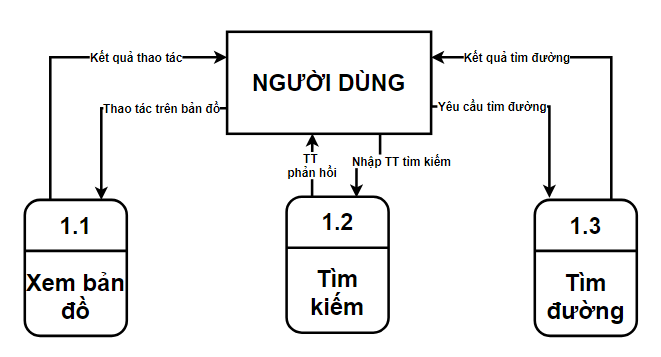 Kết quả thao tác
NGƯỜI DÙNG
Kết quả tìm đường
Thao tác trên bản đồ
Yêu cầu tìm đường
TT
phản hồi
Nhập TT tìm kiếm
1.1
Xem bản
đồ
1.2
Tìm
kiếm
1.3
Tìm
đường